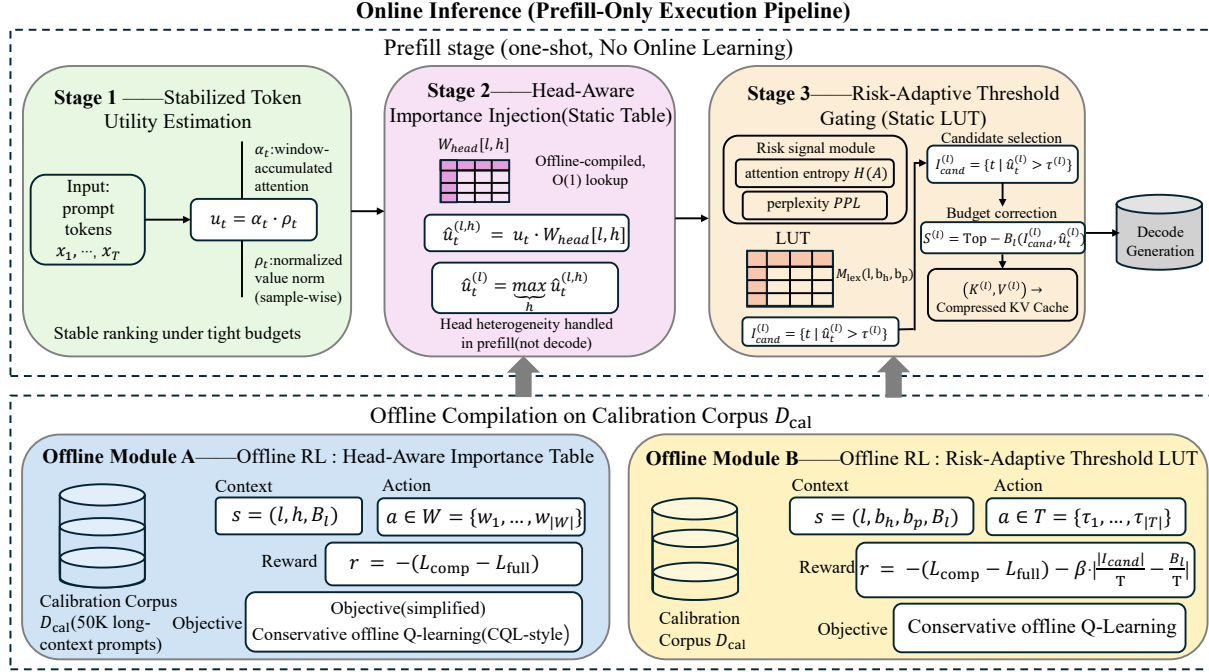 Online Inference (Prefill-Only Execution Pipeline)
Prefill stage (one-shot, No Online Learning)
Stage 1 ——Stabilized Token
Utility Estimation
α_t:window-
accumulated
attention
Input:
prompt
tokens
x_1, ···, x_T
u_t = α_t · ρ_t
ρ_t:normalized
value norm
(sample-wise)
Stable ranking under tight budgets
Stage 2——Head-Aware
Importance Injection(Static Table)
W_head[l, h]
Offline-compiled,
O(1) lookup
û_t^(l,h) = u_t · W_head[l, h]
û_t^(l) = max_h û_t^(l,h)
Head heterogeneity handled
in prefill(not decode)
Stage 3——Risk-Adaptive Threshold
Gating (Static LUT)
Risk signal module
attention entropy H(A)
perplexity PPL
LUT
M_lex(l, b_h, b_p)
I_cand^(l) = {t | û_t^(l) > τ^(l)}
Candidate selection
I_cand^(l) = {t | û_t^(l) > τ^(l)}
Budget correction
S^(l) = Top − B_l(I_cand^(l), û_t^(l))
(K^(l), V^(l)) →
Compressed KV Cache
Decode
Generation
Offline Compilation on Calibration Corpus D_cal
Offline Module A——Offline RL : Head-Aware Importance Table
Context
s = (l, h, B_l)
Action
a ∈ W = {w_1, … , w_|W|}
Reward
r = −(L_comp − L_full)
Calibration Corpus
D_cal(50K long-
context prompts)
Objective
Objective(simplified)
Conservative offline Q-learning(CQL-style)
Offline Module B——Offline RL : Risk-Adaptive Threshold LUT
Context
s = (l, b_h, b_p, B_l)
Action
a ∈ T = {τ_1, … , τ_|T|}
Reward
r = −(L_comp − L_full) − β·| |I_cand|/T − B_l/T |
Calibration
Corpus D_cal
Objective
Conservative offline Q-Learning